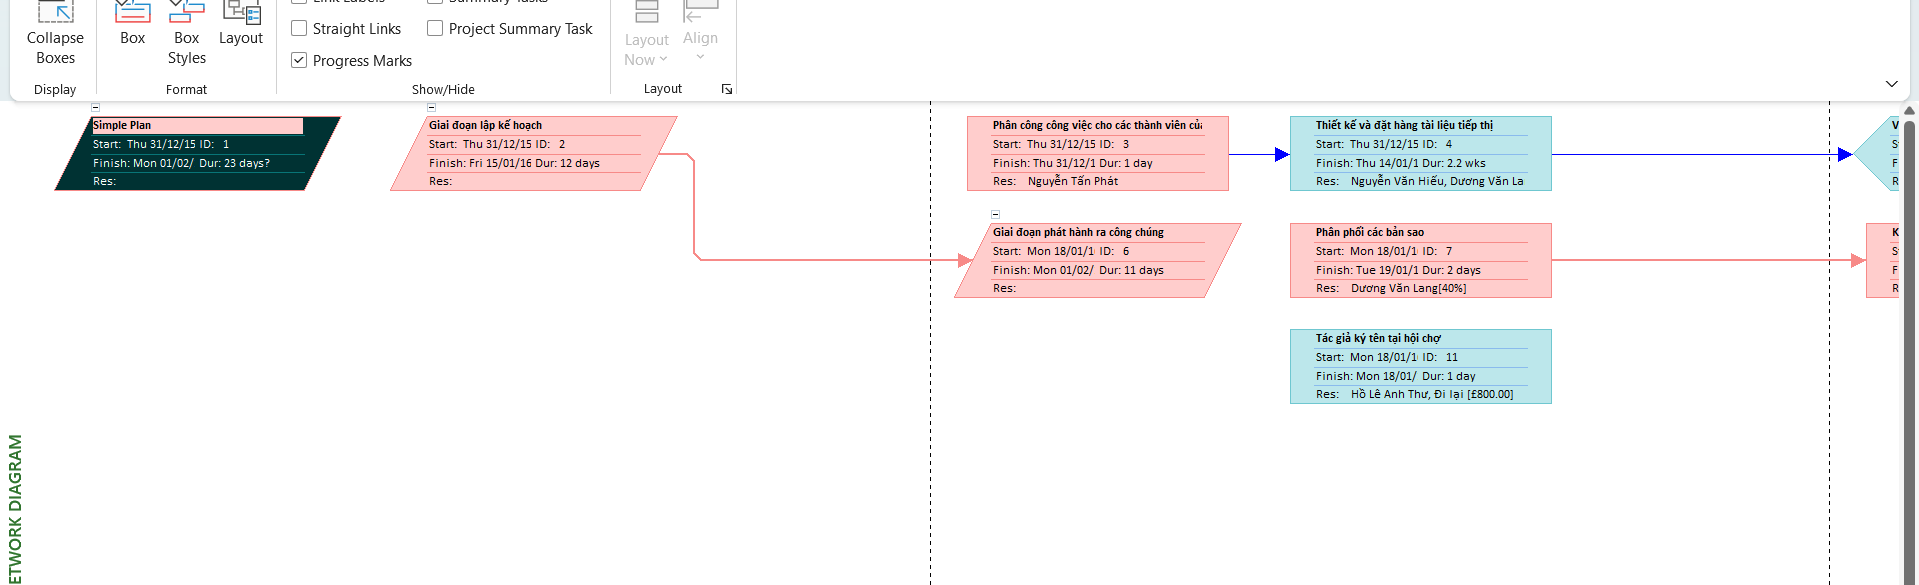 Link Labels
Summary Tasks
Straight Links
Project Summary Task
Progress Marks
Collapse Boxes
Box
Box Styles
Layout
Layout Now
Align
Display
Format
Show/Hide
Layout
Simple Plan
Start: Thu 31/12/15 ID: 1
Finish: Mon 01/02/ Dur: 23 days?
Res:
Giai đoạn lập kế hoạch
Start: Thu 31/12/15 ID: 2
Finish: Fri 15/01/16 Dur: 12 days
Res:
Phân công công việc cho các thành viên của
Start: Thu 31/12/15 ID: 3
Finish: Thu 31/12/1 Dur: 1 day
Res: Nguyễn Tấn Phát
Thiết kế và đặt hàng tài liệu tiếp thị
Start: Thu 31/12/15 ID: 4
Finish: Thu 14/01/1 Dur: 2.2 wks
Res: Nguyễn Văn Hiếu, Dương Văn La
V
S
F
R
Giai đoạn phát hành ra công chúng
Start: Mon 18/01/1 ID: 6
Finish: Mon 01/02/ Dur: 11 days
Res:
Phân phối các bản sao
Start: Mon 18/01/1 ID: 7
Finish: Tue 19/01/1 Dur: 2 days
Res: Dương Văn Lang[40%]
K
S
F
R
Tác giả ký tên tại hội chợ
Start: Mon 18/01/1 ID: 11
Finish: Mon 18/01/ Dur: 1 day
Res: Hồ Lê Anh Thư, Đi lại [£800.00]
ETWORK DIAGRAM